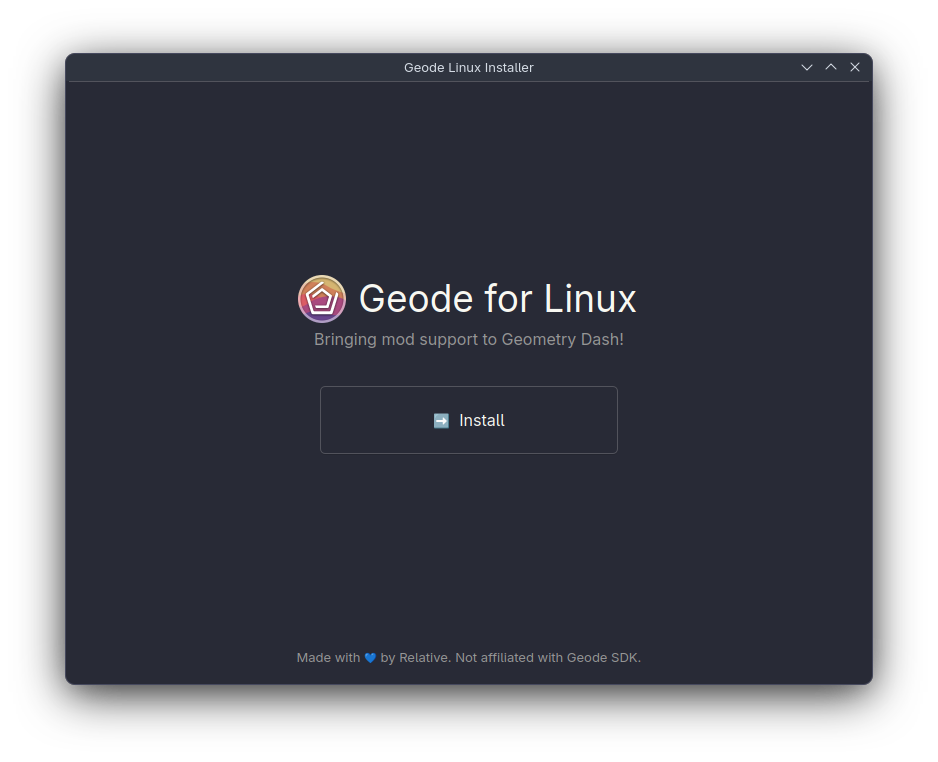 Geode Linux Installer
Geode for Linux
Bringing mod support to Geometry Dash!
➡️ Install
Made with 💙 by Relative. Not affiliated with Geode SDK.